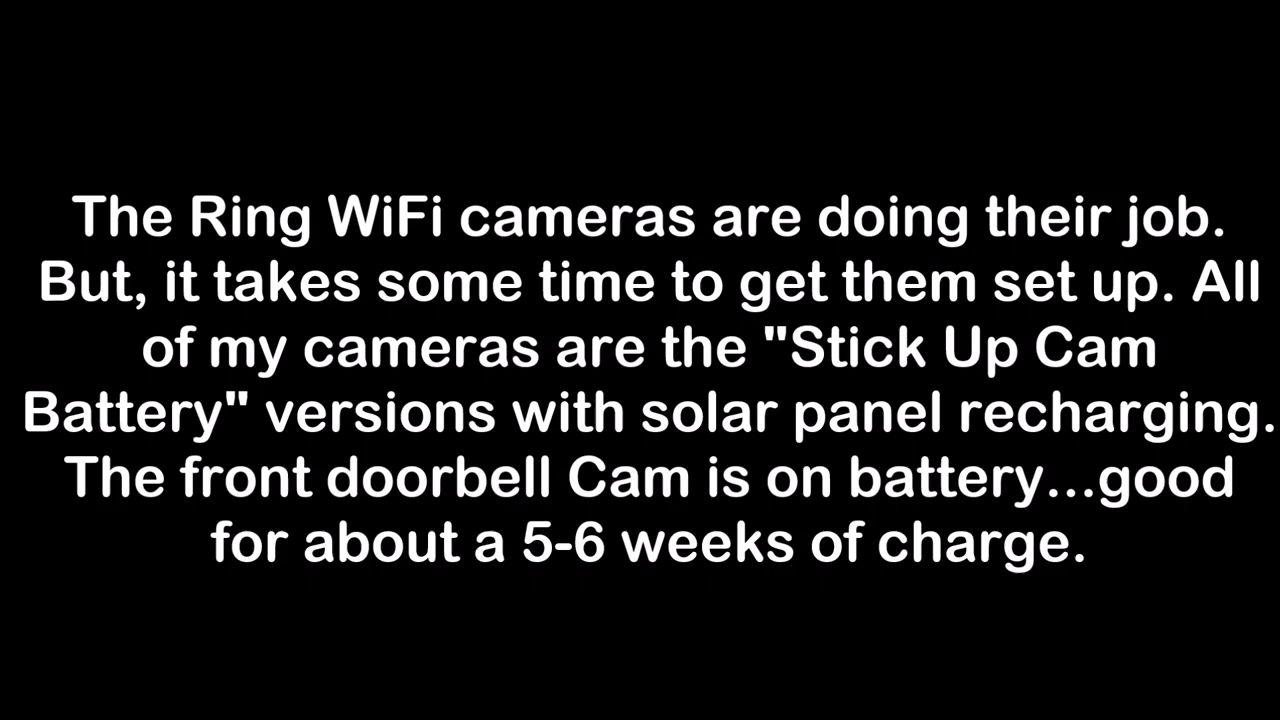 The Ring WiFi cameras are doing their job.
But, it takes some time to get them set up. All
of my cameras are the "Stick Up Cam
Battery" versions with solar panel recharging.
The front doorbell Cam is on battery...good
for about a 5-6 weeks of charge.